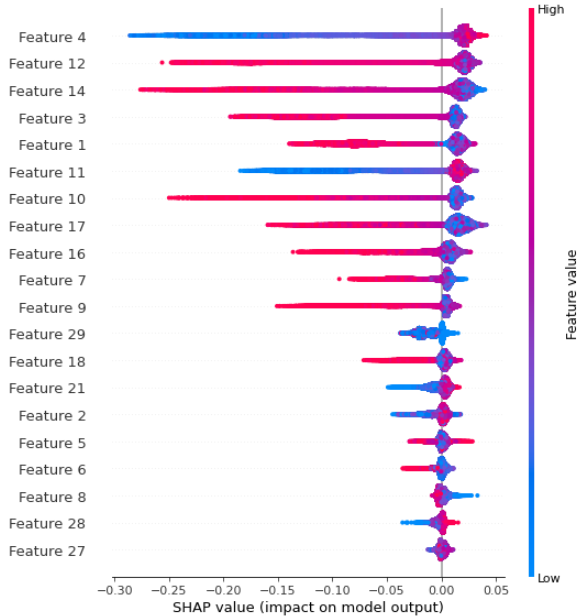 High
Feature 4
Feature 12
Feature 14
Feature 3
Feature 1
Feature 11
Feature 10
Feature 17
Feature 16
Feature 7
Feature 9
Feature 29
Feature 18
Feature 21
Feature 2
Feature 5
Feature 6
Feature 8
Feature 28
Feature 27
Feature value
Low
−0.30 −0.25 −0.20 −0.15 −0.10 −0.05 0.00 0.05
SHAP value (impact on model output)